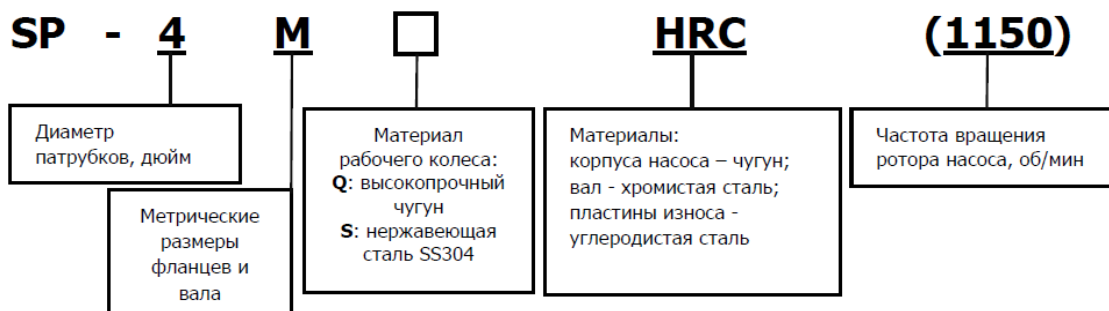 SP - 4 M □ HRC (1150)
Диаметр
патрубков, дюйм
Метрические
размеры
фланцев и
вала
Материал
рабочего колеса:
Q: высокопрочный
чугун
S: нержавеющая
сталь SS304
Материалы:
корпуса насоса – чугун;
вал - хромистая сталь;
пластины износа -
углеродистая сталь
Частота вращения
ротора насоса, об/мин